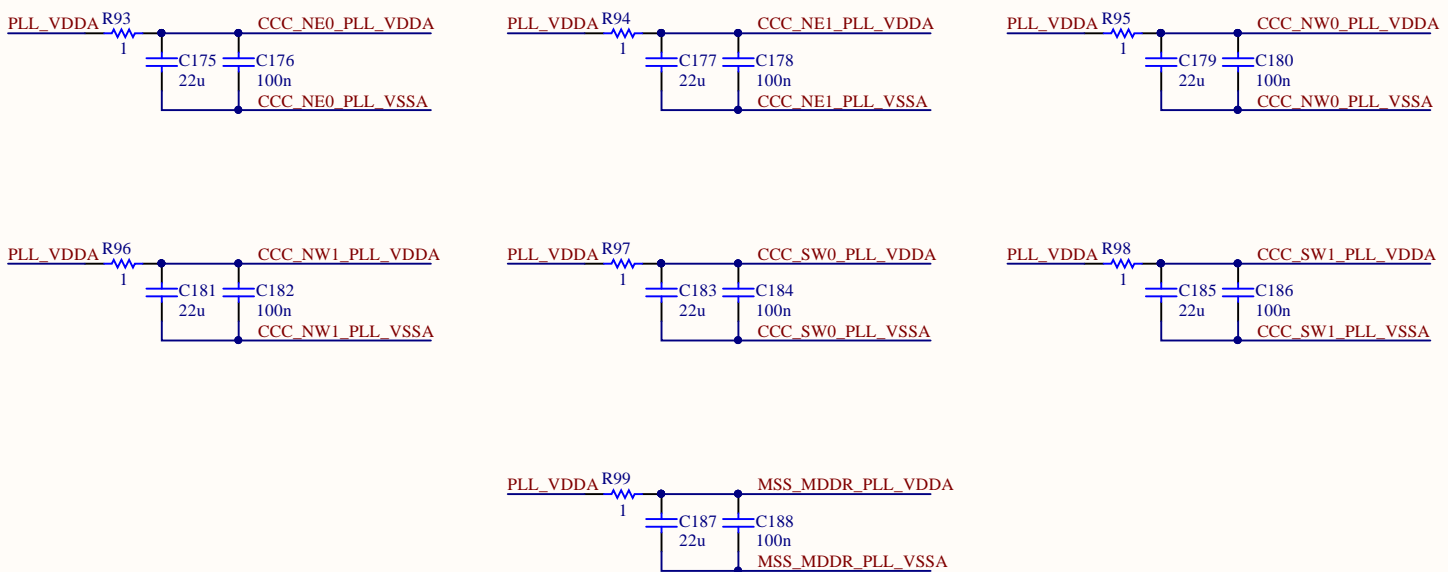 PLL_VDDA R93 1 CCC_NE0_PLL_VDDA
C175 22u C176 100n
CCC_NE0_PLL_VSSA
PLL_VDDA R94 1 CCC_NE1_PLL_VDDA
C177 22u C178 100n
CCC_NE1_PLL_VSSA
PLL_VDDA R95 1 CCC_NW0_PLL_VDDA
C179 22u C180 100n
CCC_NW0_PLL_VSSA
PLL_VDDA R96 1 CCC_NW1_PLL_VDDA
C181 22u C182 100n
CCC_NW1_PLL_VSSA
PLL_VDDA R97 1 CCC_SW0_PLL_VDDA
C183 22u C184 100n
CCC_SW0_PLL_VSSA
PLL_VDDA R98 1 CCC_SW1_PLL_VDDA
C185 22u C186 100n
CCC_SW1_PLL_VSSA
PLL_VDDA R99 1 MSS_MDDR_PLL_VDDA
C187 22u C188 100n
MSS_MDDR_PLL_VSSA